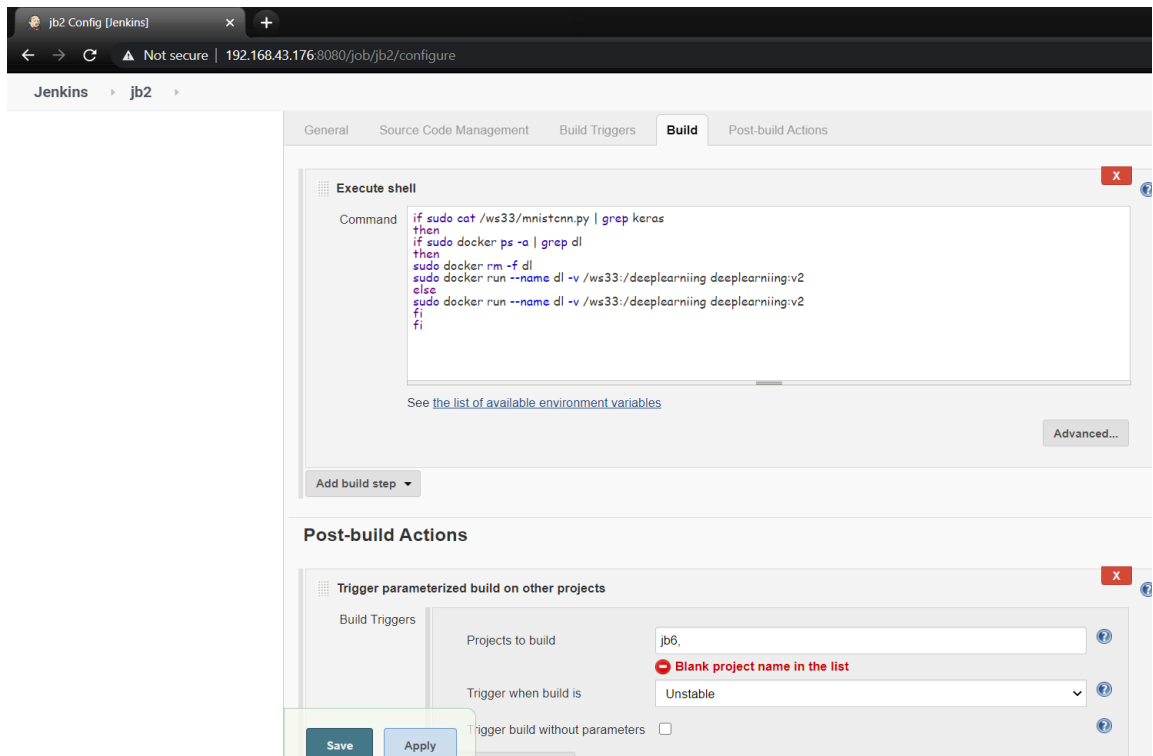 jb2 Config [Jenkins]
Not secure | 192.168.43.176:8080/job/jb2/configure
Jenkins jb2
General Source Code Management Build Triggers Build Post-build Actions
X
Execute shell
Command
if sudo cat /ws33/mnistcnn.py | grep keras
then
if sudo docker ps -a | grep dl
then
sudo docker rm -f dl
sudo docker run --name dl -v /ws33:/deeplearniing deeplearniing:v2
else
sudo docker run --name dl -v /ws33:/deeplearniing deeplearniing:v2
fi
fi
See the list of available environment variables
Advanced...
Add build step
Post-build Actions
X
Trigger parameterized build on other projects
Build Triggers
Projects to build jb6,
Blank project name in the list
Trigger when build is Unstable
Trigger build without parameters
Save Apply